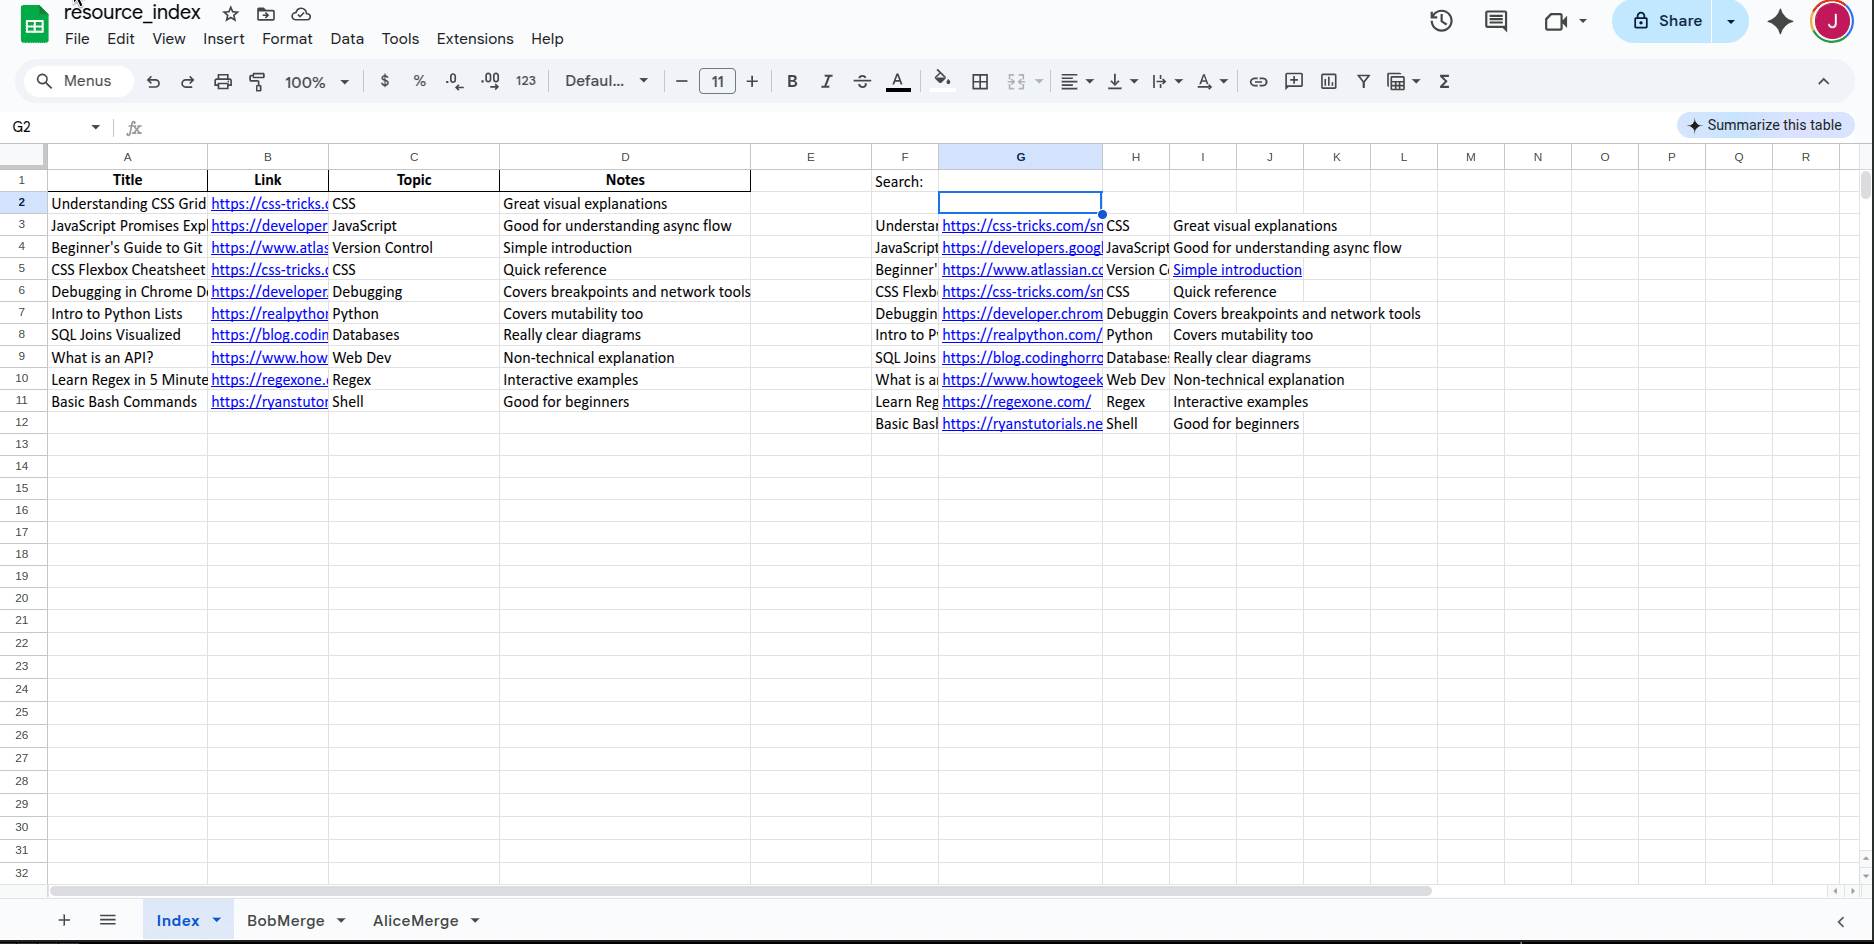 resource_index
File Edit View Insert Format Data Tools Extensions Help
Share
J
Menus 100% $ % .0 .00 123 Defaul... 11 B I A
G2
Summarize this table
A B C D E F G H I J K L M N O P Q R
1 Title Link Topic Notes Search:
2 Understanding CSS Grid https://css-tricks.c CSS Great visual explanations
3 JavaScript Promises Expl https://developer JavaScript Good for understanding async flow Understan https://css-tricks.com/sn CSS Great visual explanations
4 Beginner's Guide to Git https://www.atlas Version Control Simple introduction JavaScript https://developers.googl JavaScript Good for understanding async flow
5 CSS Flexbox Cheatsheet https://css-tricks.c CSS Quick reference Beginner' https://www.atlassian.co Version Co Simple introduction
6 Debugging in Chrome De https://developer. Debugging Covers breakpoints and network tools CSS Flexb https://css-tricks.com/sn CSS Quick reference
7 Intro to Python Lists https://realpython Python Covers mutability too Debuggin https://developer.chrom Debuggin Covers breakpoints and network tools
8 SQL Joins Visualized https://blog.codin Databases Really clear diagrams Intro to Py https://realpython.com/ Python Covers mutability too
9 What is an API? https://www.how Web Dev Non-technical explanation SQL Joins https://blog.codinghorro Databases Really clear diagrams
10 Learn Regex in 5 Minute https://regexone. Regex Interactive examples What is a https://www.howtogeek Web Dev Non-technical explanation
11 Basic Bash Commands https://ryanstutor Shell Good for beginners Learn Reg https://regexone.com/ Regex Interactive examples
12 Basic Bash https://ryanstutorials.ne Shell Good for beginners
13
14
15
16
17
18
19
20
21
22
23
24
25
26
27
28
29
30
31
32
Index BobMerge AliceMerge